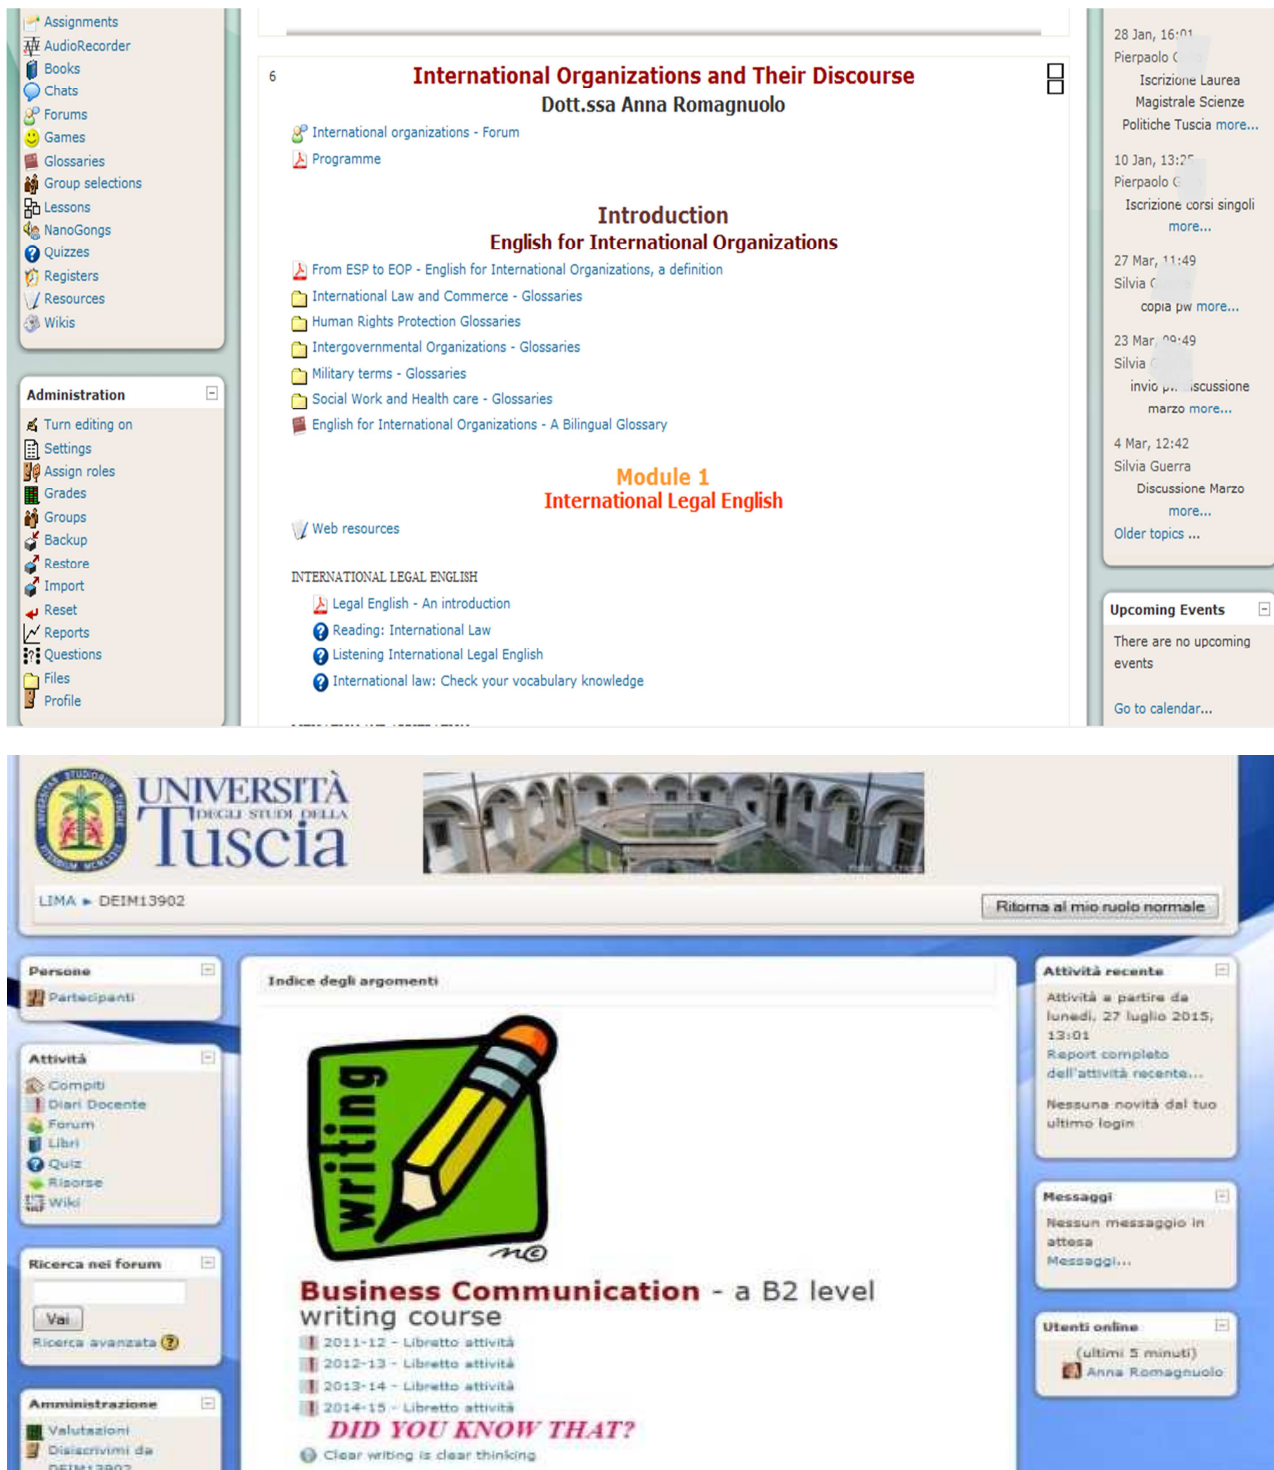 Assignments
AudioRecorder
Books
Chats
Forums
Games
Glossaries
Group selections
Lessons
NanoGongs
Quizzes
Registers
Resources
Wikis
Administration
Turn editing on
Settings
Assign roles
Grades
Groups
Backup
Restore
Import
Reset
Reports
Questions
Files
Profile
6
International Organizations and Their Discourse
Dott.ssa Anna Romagnuolo
International organizations - Forum
Programme
Introduction
English for International Organizations
From ESP to EOP - English for International Organizations, a definition
International Law and Commerce - Glossaries
Human Rights Protection Glossaries
Intergovernmental Organizations - Glossaries
Military terms - Glossaries
Social Work and Health care - Glossaries
English for International Organizations - A Bilingual Glossary
Module 1
International Legal English
Web resources
INTERNATIONAL LEGAL ENGLISH
Legal English - An introduction
Reading: International Law
Listening International Legal English
International law: Check your vocabulary knowledge
28 Jan, 16:01
Pierpaolo
Iscrizione Laurea
Magistrale Scienze
Politiche Tuscia more...
10 Jan, 13:25
Pierpaolo
Iscrizione corsi singoli
more...
27 Mar, 11:49
Silvia
copia pw more...
23 Mar, 09:49
Silvia
invio
marzo more...
4 Mar, 12:42
Silvia Guerra
Discussione Marzo
more...
Older topics ...
Upcoming Events
There are no upcoming
events
Go to calendar...
UNIVERSITÀ
DEGLI STUDI DELLA
Tuscia
LIMA ► DEIM13902
Ritorna al mio ruolo normale
Persone
Partecipanti
Attività
Compiti
Diari Docente
Forum
Libri
Quiz
Risorse
Wiki
Ricerca nei forum
Vai
Ricerca avanzata
Amministrazione
Valutazioni
Disiscrivimi da
DEIM13902
Indice degli argomenti
writing
Business Communication - a B2 level
writing course
2011-12 - Libretto attività
2012-13 - Libretto attività
2013-14 - Libretto attività
2014-15 - Libretto attività
DID YOU KNOW THAT?
Clear writing is clear thinking
Attività recente
Attività a partire da
lunedì, 27 luglio 2015,
13:01
Report completo
dell'attività recente...
Nessuna novità dal tuo
ultimo login
Messaggi
Nessun messaggio in
attesa
Messaggi...
Utenti online
(ultimi 5 minuti)
Anna Romagnuolo